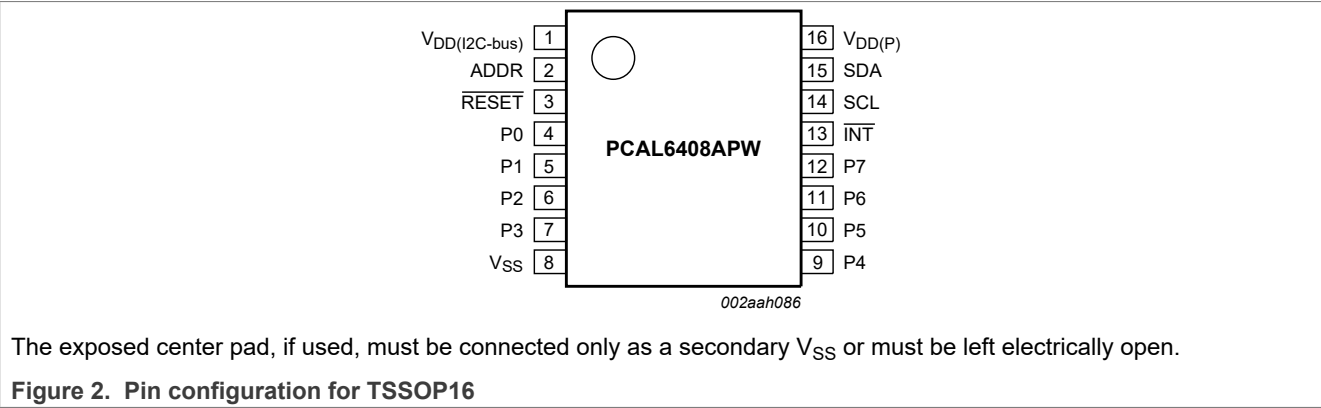 V_DD(I2C-bus) 1 16 V_DD(P)
ADDR 2 15 SDA
RESET 3 14 SCL
P0 4 13 INT
PCAL6408APW
P1 5 12 P7
P2 6 11 P6
P3 7 10 P5
V_SS 8 9 P4
002aah086
The exposed center pad, if used, must be connected only as a secondary V_SS or must be left electrically open.
Figure 2. Pin configuration for TSSOP16